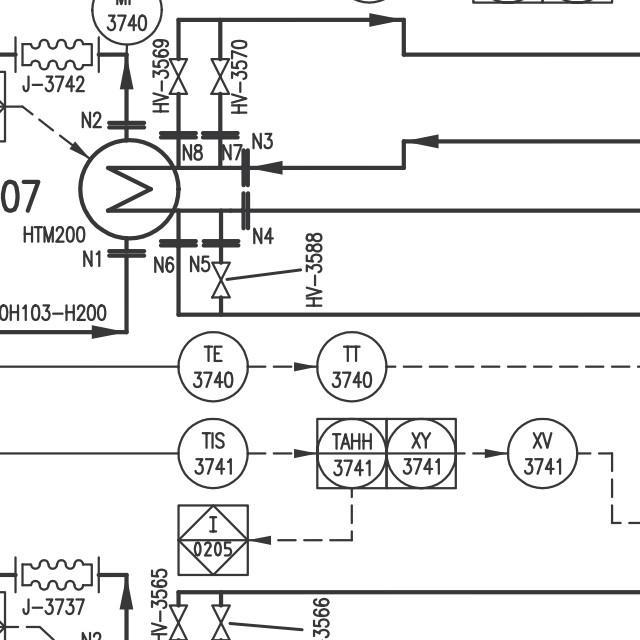 3740
J-3742
HV-3569
HV-3570
N2
N8
N7
N3
07
HTM200
N1
N6
N5
N4
HV-3588
0H103-H200
TE
3740
TT
3740
TIS
3741
TAHH
3741
XY
3741
XV
3741
I
0205
J-3737
HV-3565
3566
N2